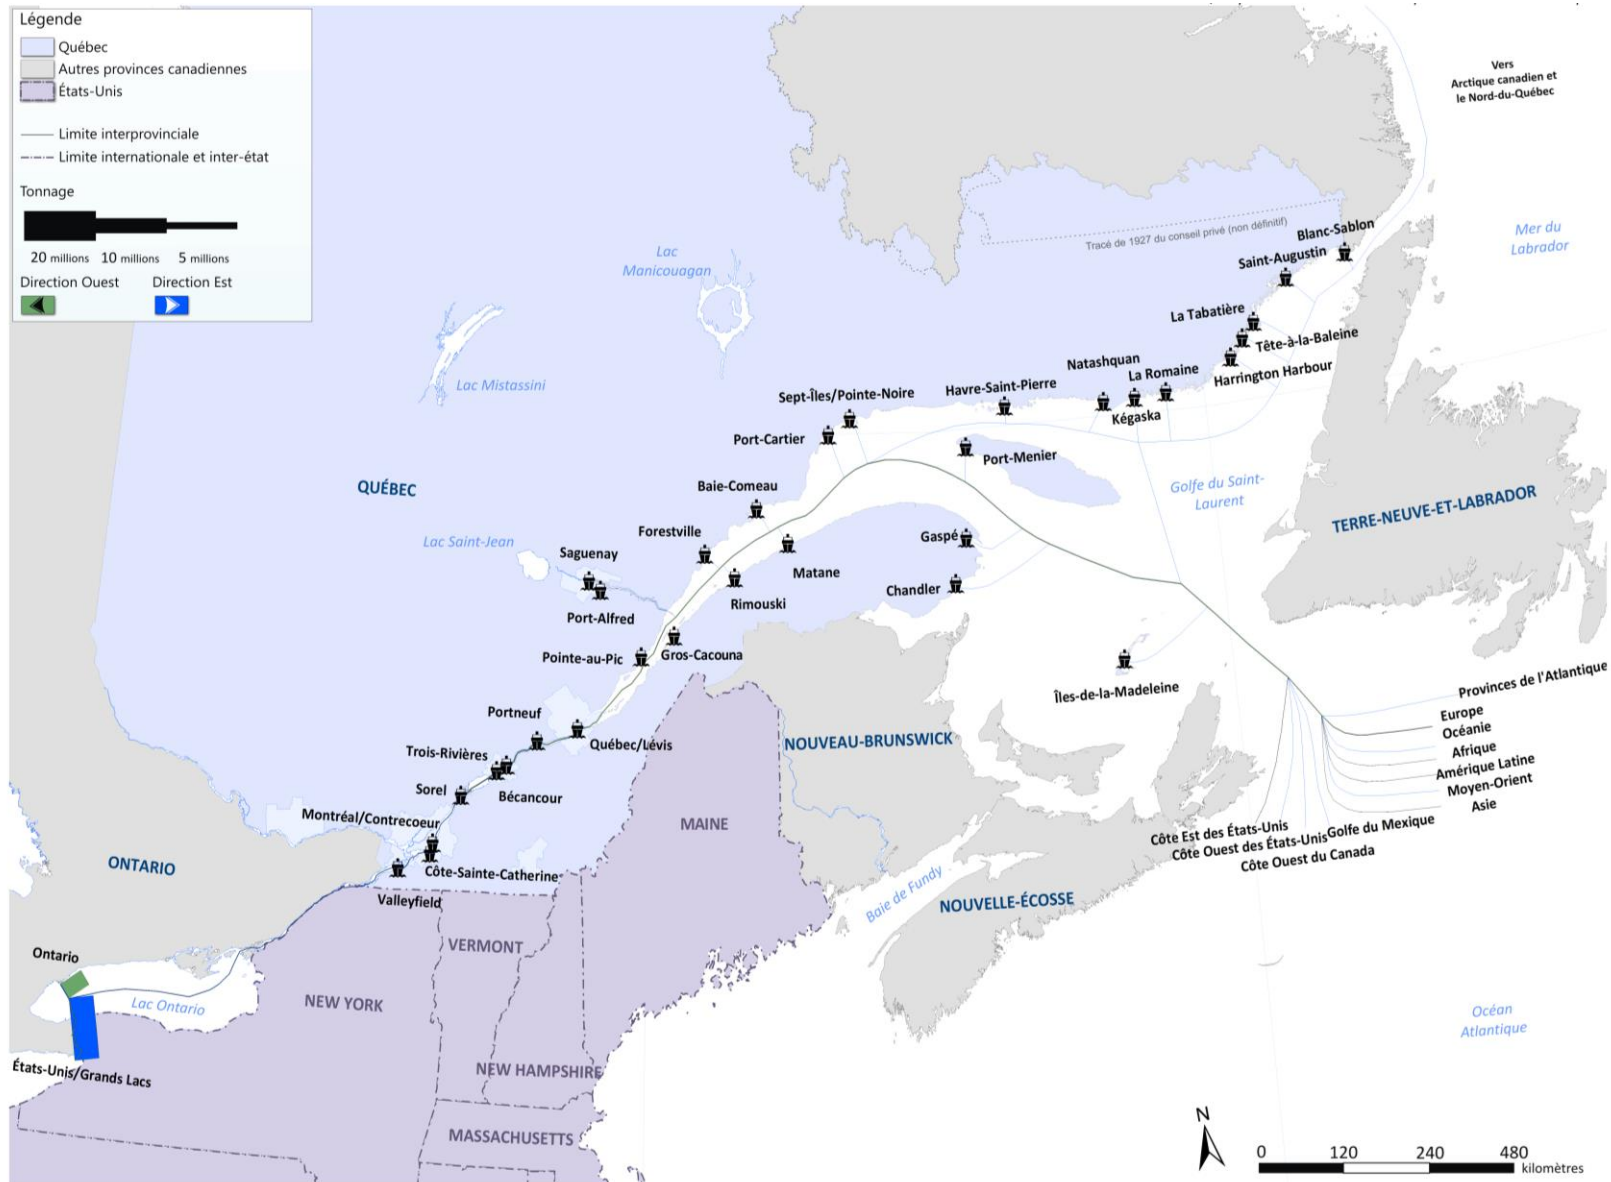 Légende
Québec
Autres provinces canadiennes
États-Unis
Limite interprovinciale
Limite internationale et inter-état
Tonnage
20 millions 10 millions 5 millions
Direction Ouest Direction Est
Vers
Arctique canadien et
le Nord-du-Québec
Mer du
Labrador
Tracé de 1927 du conseil privé (non définitif)
Blanc-Sablon
Saint-Augustin
La Tabatière
Tête-à-la-Baleine
Harrington Harbour
Lac
Manicouagan
Lac Mistassini
Natashquan
La Romaine
Kégaska
Havre-Saint-Pierre
Sept-Îles/Pointe-Noire
Port-Cartier
Port-Menier
Golfe du Saint-
Laurent
TERRE-NEUVE-ET-LABRADOR
QUÉBEC
Baie-Comeau
Forestville
Lac Saint-Jean
Saguenay
Port-Alfred
Matane
Rimouski
Gaspé
Chandler
Pointe-au-Pic
Gros-Cacouna
Îles-de-la-Madeleine
Portneuf
Québec/Lévis
Trois-Rivières
Bécancour
Sorel
Montréal/Contrecoeur
Côte-Sainte-Catherine
Valleyfield
NOUVEAU-BRUNSWICK
MAINE
Provinces de l'Atlantique
Europe
Océanie
Afrique
Amérique Latine
Moyen-Orient
Asie
Côte Est des États-Unis
Côte Ouest des États-Unis
Golfe du Mexique
Côte Ouest du Canada
ONTARIO
Baie de Fundy
NOUVELLE-ÉCOSSE
VERMONT
NEW YORK
NEW HAMPSHIRE
MASSACHUSETTS
Ontario
Lac Ontario
États-Unis/Grands Lacs
Océan
Atlantique
N
0 120 240 480
kilomètres